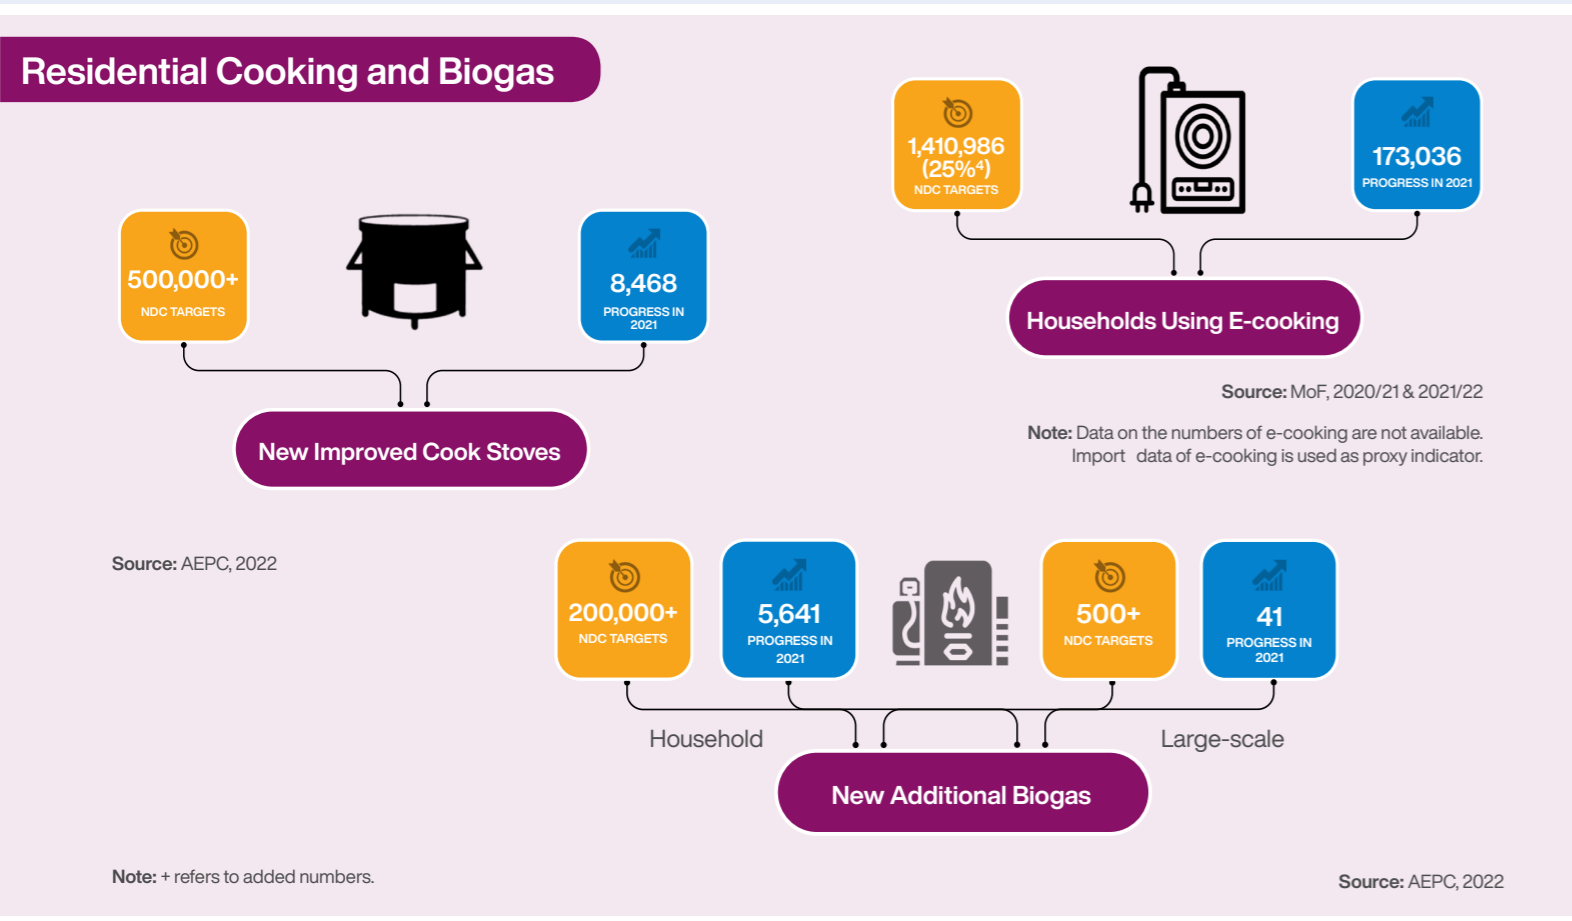 Residential Cooking and Biogas
1,410,986
(25%⁴)
NDC TARGETS
173,036
PROGRESS IN 2021
Households Using E-cooking
Source: MoF, 2020/21 & 2021/22
Note: Data on the numbers of e-cooking are not available.
Import data of e-cooking is used as proxy indicator.
500,000+
NDC TARGETS
8,468
PROGRESS IN
2021
New Improved Cook Stoves
Source: AEPC, 2022
200,000+
NDC TARGETS
5,641
PROGRESS IN
2021
500+
NDC TARGETS
41
PROGRESS IN
2021
Household
Large-scale
New Additional Biogas
Note: + refers to added numbers.
Source: AEPC, 2022